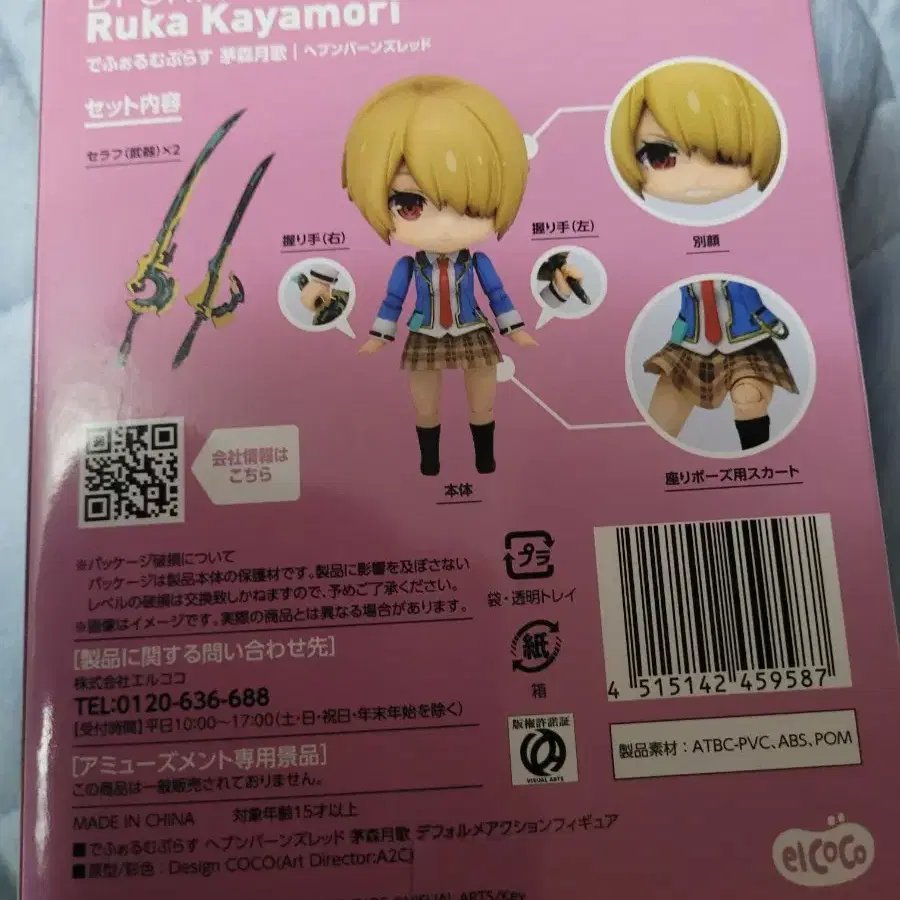 Ruka Kayamori
でふぉるむぷらす 茅森月歌｜ヘブンバーンズレッド
セット内容
セラフ(武器)×2
握り手(右)
握り手(左)
別顔
会社情報は
こちら
本体
座りポーズ用スカート
※パッケージ破損について
パッケージは製品本体の保護材です。製品に影響を及ぼさない
レベルの破損は交換致しかねますので、予めご了承ください。
※画像はイメージです。実際の商品とは異なる場合があります。
プラ
袋・透明トレイ
紙
箱
[製品に関する問い合わせ先]
株式会社エルココ
TEL:0120-636-688
[受付時間]平日10:00～17:00(土・日・祝日・年末年始を除く)
[アミューズメント専用景品]
この商品は一般販売されておりません。
版権許諾証
VISUAL ARTS
4 515142 459587
製品素材：ATBC-PVC、ABS、POM
MADE IN CHINA 対象年齢15才以上
■でふぉるむぷらす ヘブンバーンズレッド 茅森月歌 デフォルメアクションフィギュア
■原型/彩色：Design COCO(Art Director:A2C)
elcoco
VISUAL ARTS/Key